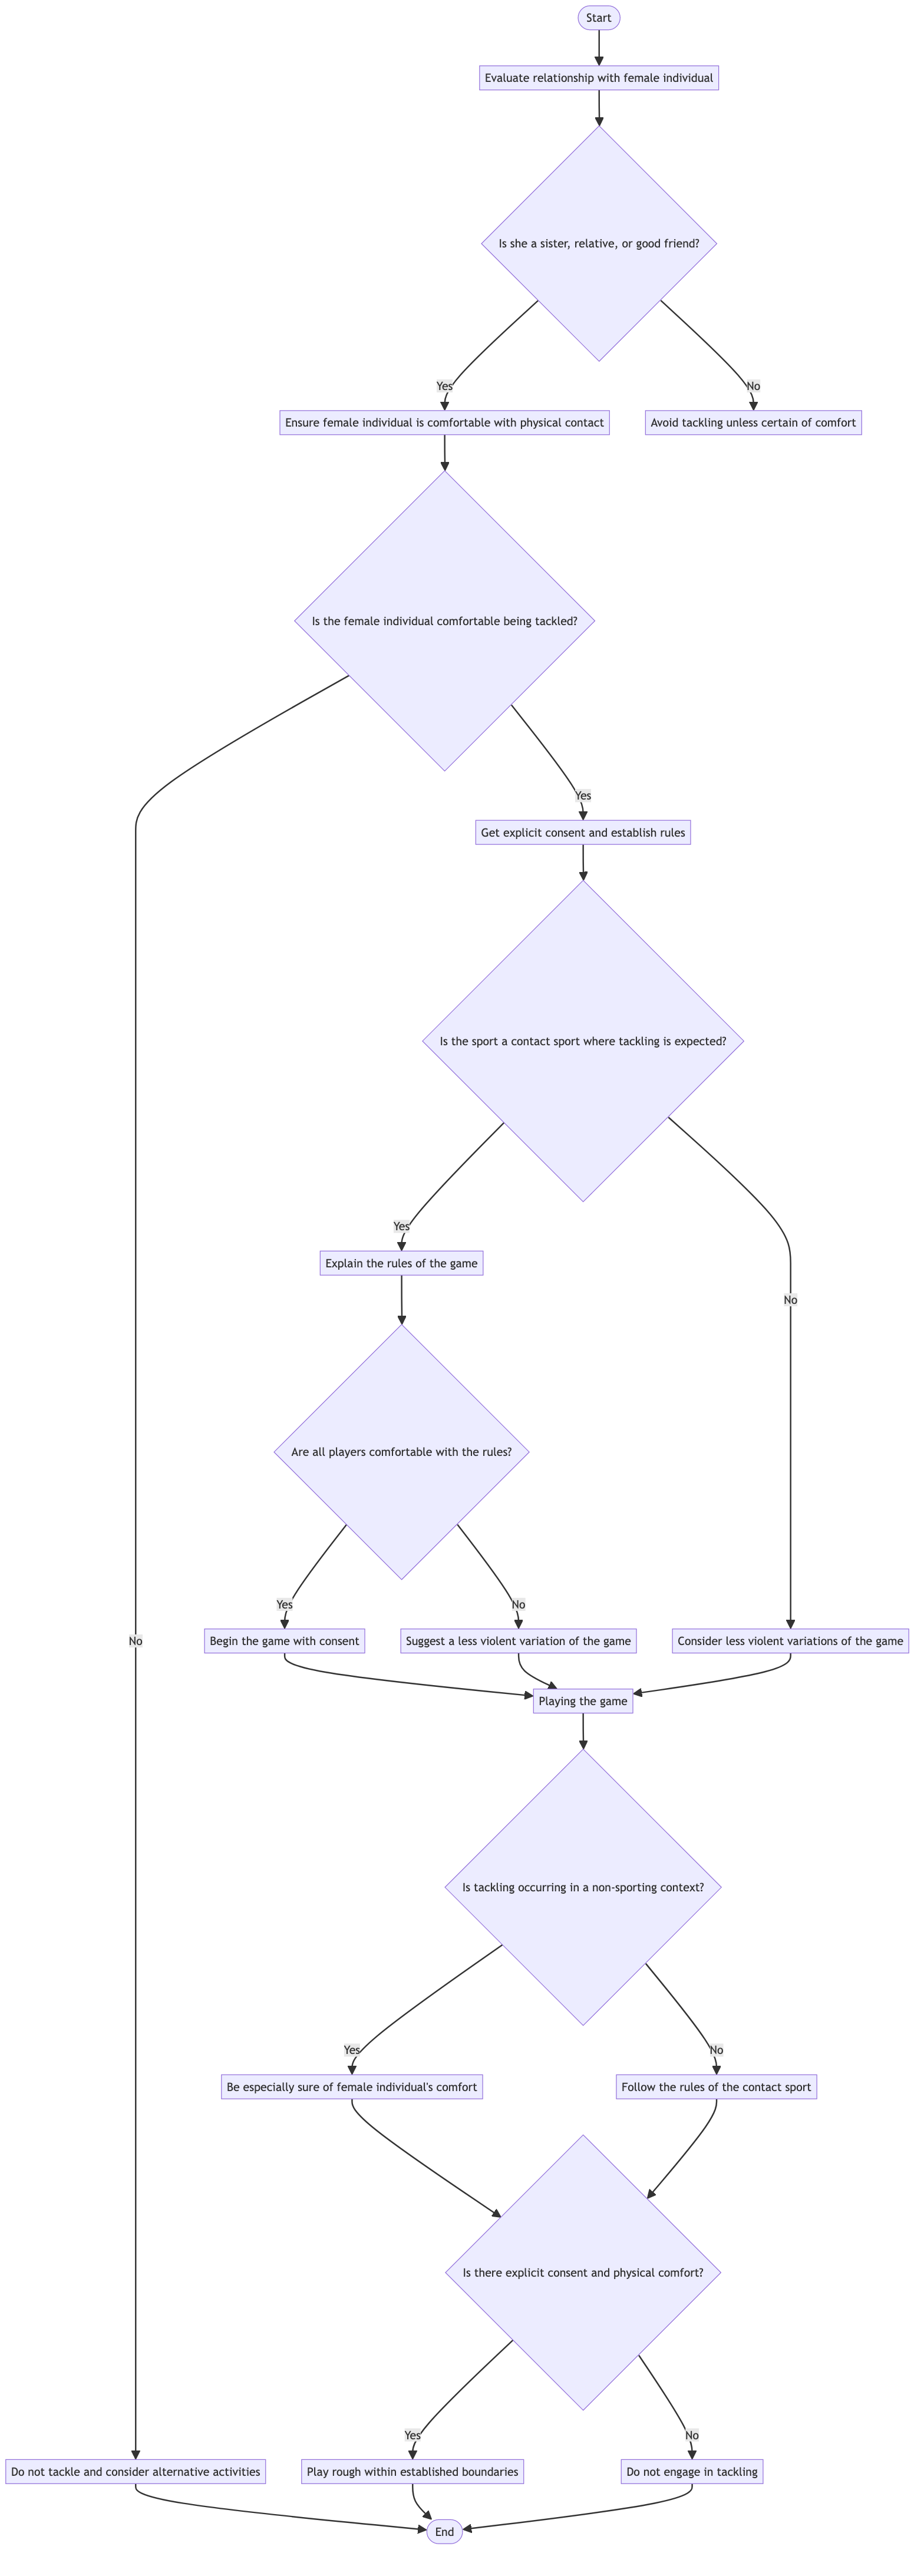 Start
Evaluate relationship with female individual
Is she a sister, relative, or good friend?
Yes
No
Ensure female individual is comfortable with physical contact
Avoid tackling unless certain of comfort
Is the female individual comfortable being tackled?
Yes
Get explicit consent and establish rules
Is the sport a contact sport where tackling is expected?
Yes
Explain the rules of the game
No
Are all players comfortable with the rules?
Yes
No
No
Begin the game with consent
Suggest a less violent variation of the game
Consider less violent variations of the game
Playing the game
Is tackling occurring in a non-sporting context?
Yes
No
Be especially sure of female individual's comfort
Follow the rules of the contact sport
Is there explicit consent and physical comfort?
Yes
No
Do not tackle and consider alternative activities
Play rough within established boundaries
Do not engage in tackling
End